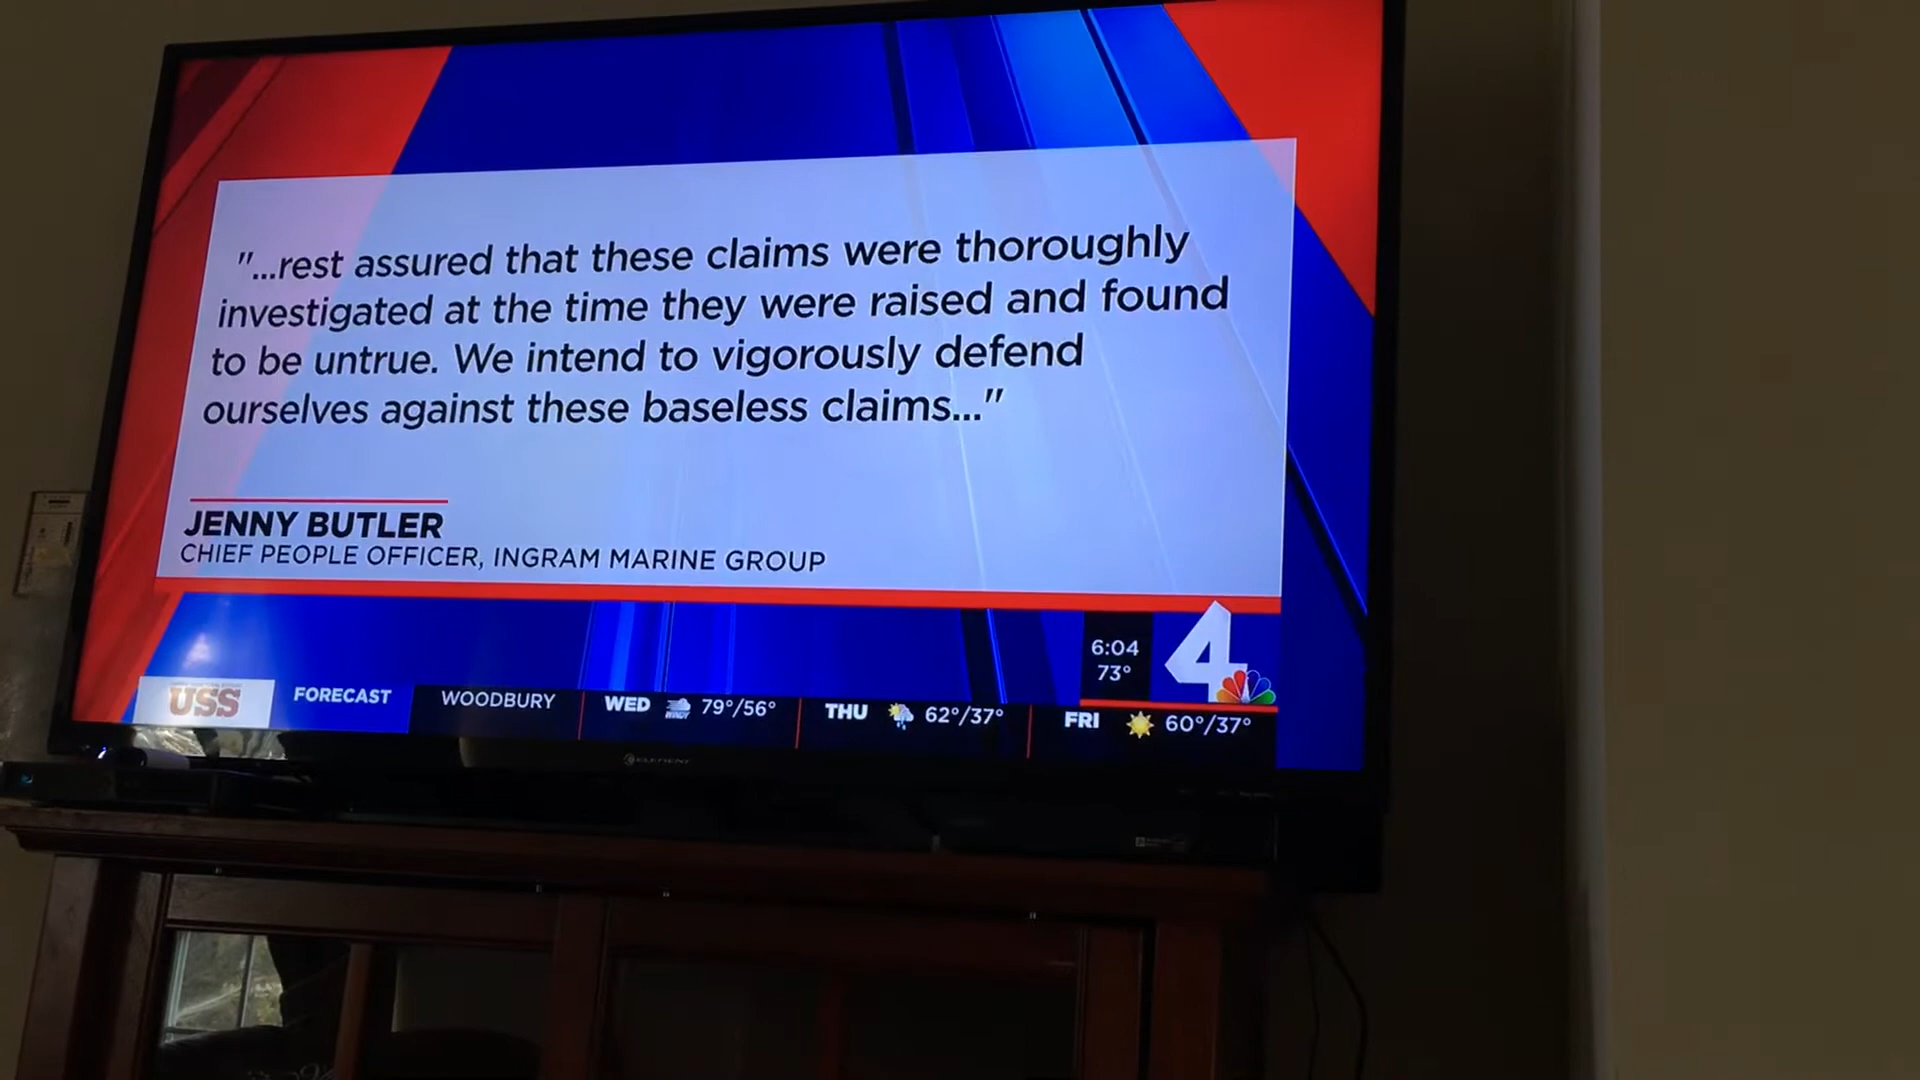 "...rest assured that these claims were thoroughly
investigated at the time they were raised and found
to be untrue. We intend to vigorously defend
ourselves against these baseless claims..."
JENNY BUTLER
CHIEF PEOPLE OFFICER, INGRAM MARINE GROUP
6:04
73°
4
USS
FORECAST
WOODBURY
WED WINDY 79°/56°
THU 62°/37°
FRI 60°/37°
ELEMENT